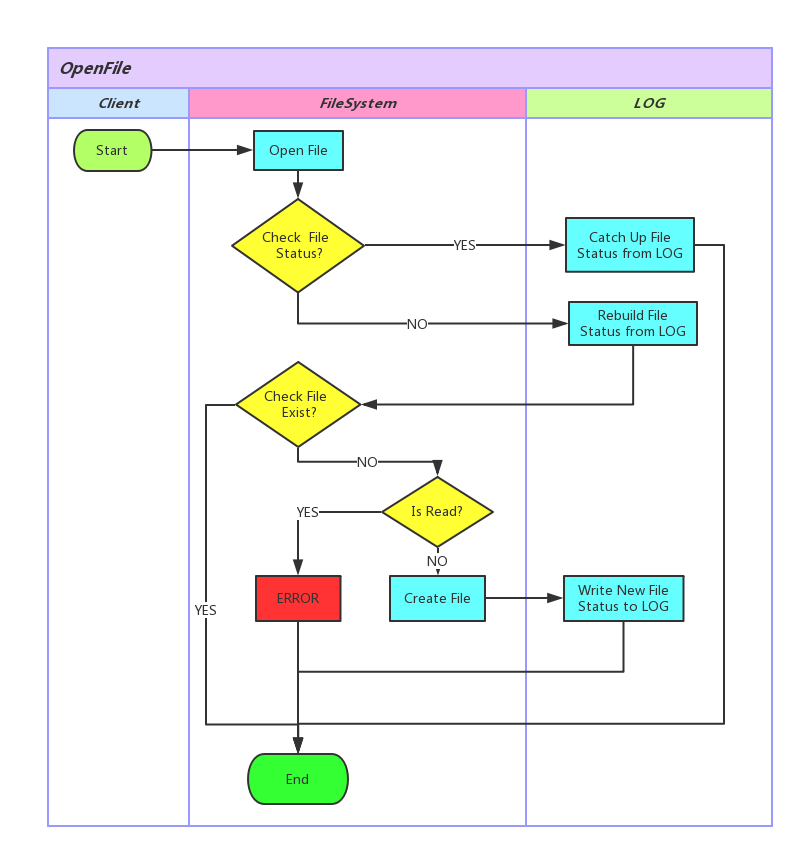 OpenFile
Client
FileSystem
LOG
Start
Open File
Check File
Status?
YES
Catch Up File
Status from LOG
NO
Rebuild File
Status from LOG
Check File
Exist?
NO
YES
Is Read?
NO
ERROR
Create File
Write New File
Status to LOG
YES
End